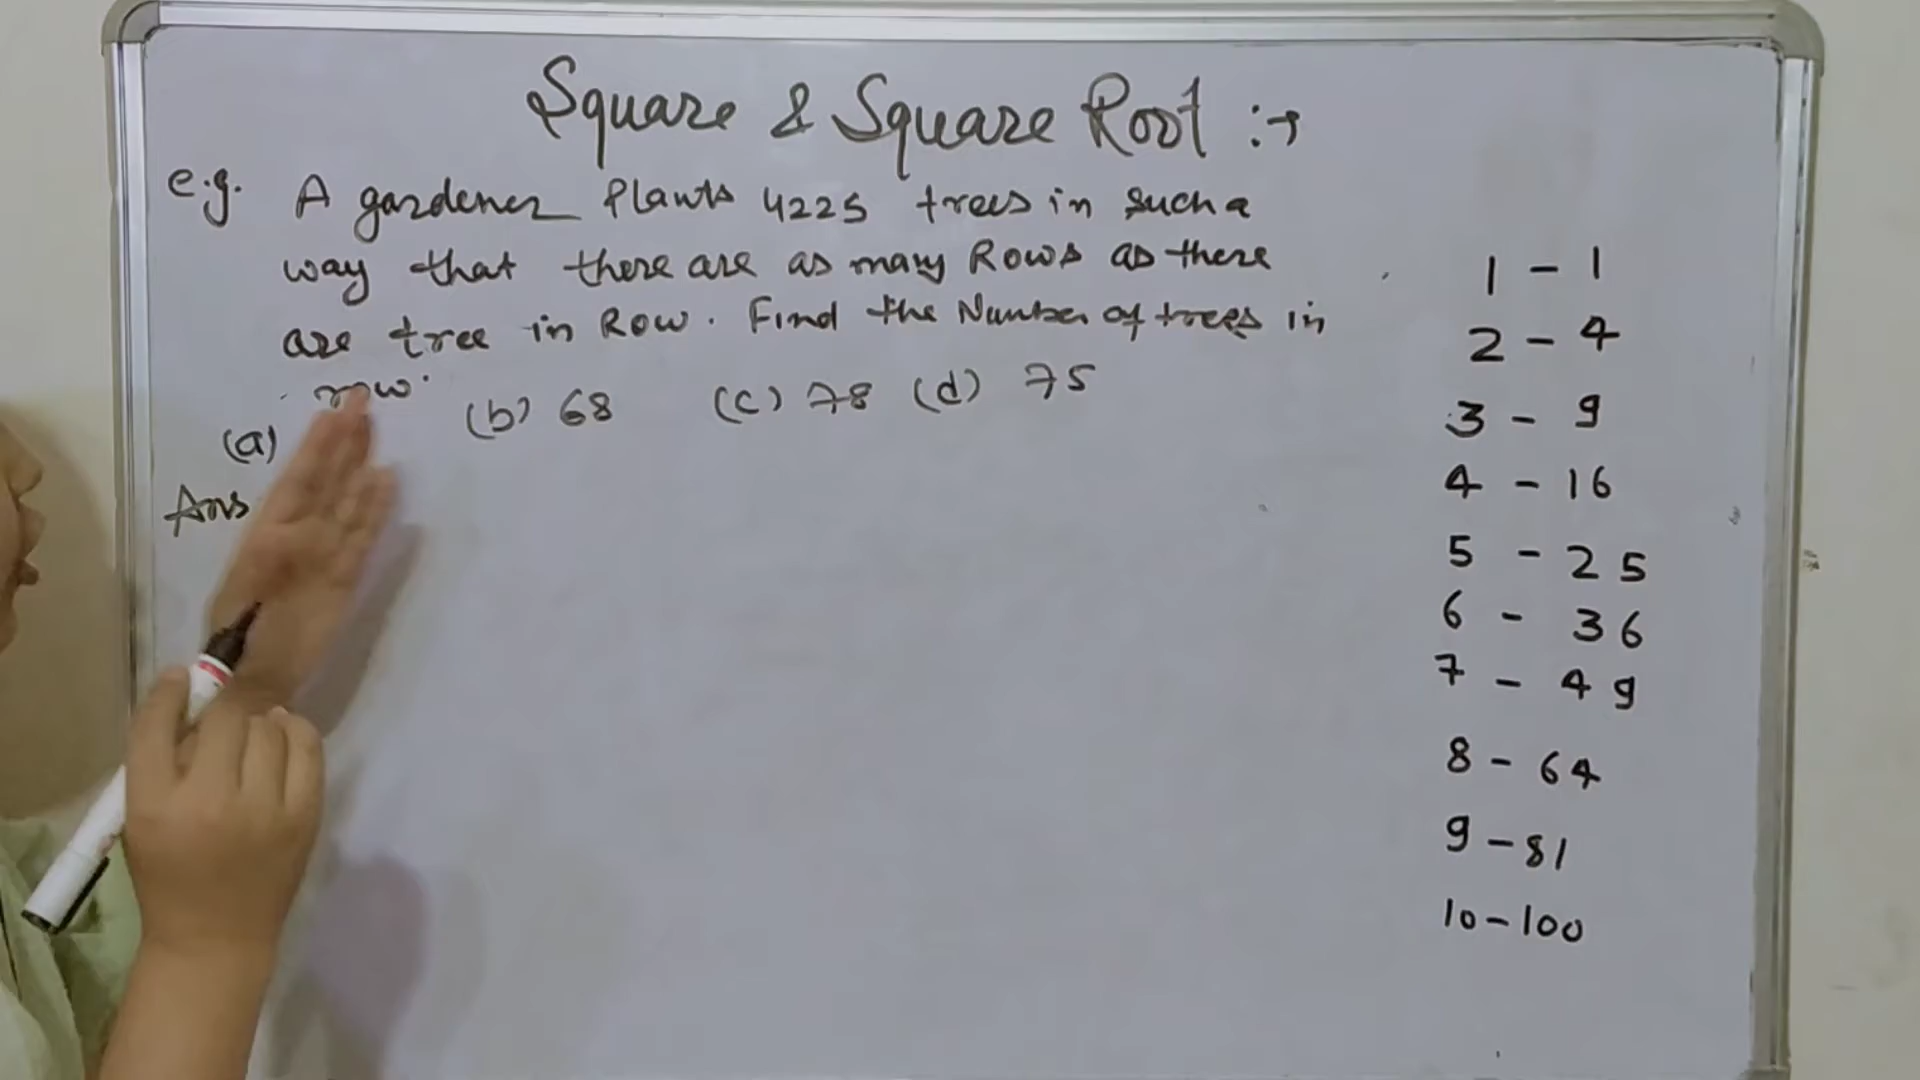 Square & Square Root :→
e.g. A gardener Plants 4225 trees in such a
way that there are as many Rows as there
are tree in Row. Find the Number of trees in
row.
(a) (b) 68 (c) 78 (d) 75
Ans
1 - 1
2 - 4
3 - 9
4 - 16
5 - 25
6 - 36
7 - 49
8 - 64
9 - 81
10 - 100